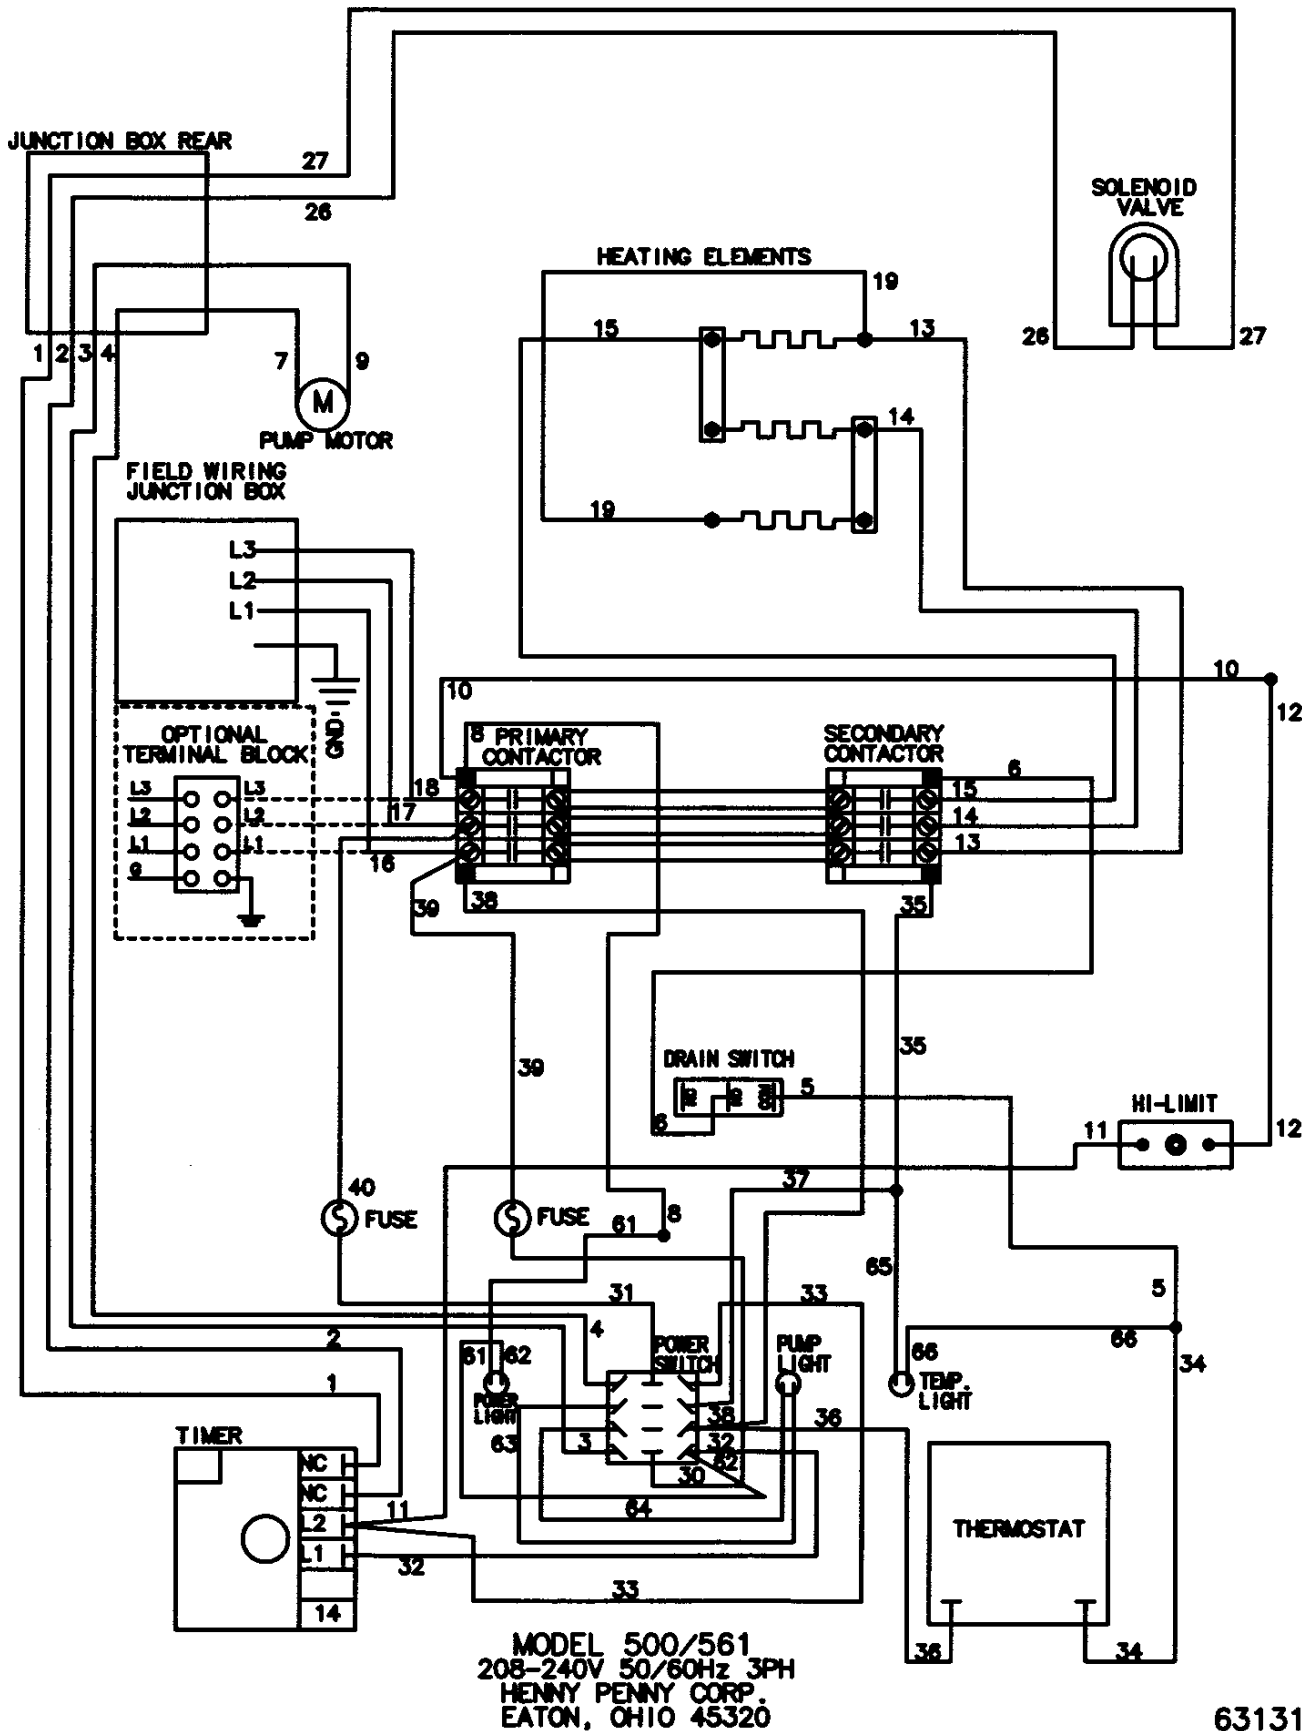 JUNCTION BOX REAR
27
26
SOLENOID
VALVE
HEATING ELEMENTS
19
15
13
26
27
1
2
3
4
7
9
M
PUMP MOTOR
14
19
FIELD WIRING
JUNCTION BOX
L3
L2
L1
GND.
10
10
12
OPTIONAL
TERMINAL BLOCK
8
PRIMARY
CONTACTOR
SECONDARY
CONTACTOR
6
L3
L3
18
15
L2
L2
17
14
L1
L1
16
13
G
39
38
35
39
35
DRAIN SWITCH
NC
NO
COM
5
6
HI-LIMIT
11
12
40
FUSE
FUSE
61
8
37
65
31
33
5
2
4
POWER
SWITCH
PUMP
LIGHT
66
66
34
61
62
POWER
LIGHT
TEMP.
LIGHT
1
38
36
63
3
32
62
30
TIMER
NC
NC
L2
L1
14
11
64
32
33
THERMOSTAT
36
34
MODEL 500/561
208-240V 50/60Hz 3PH
HENNY PENNY CORP.
EATON, OHIO 45320
63131